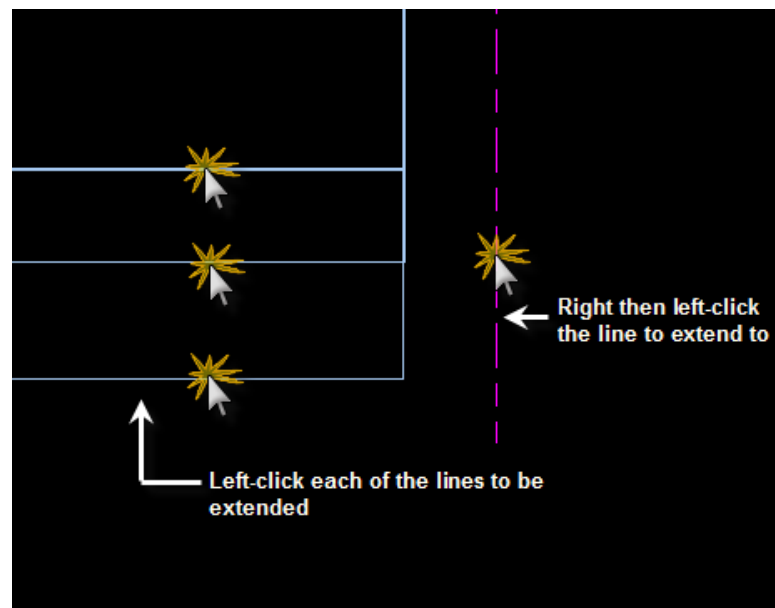 Right then left-click
the line to extend to
Left-click each of the lines to be
extended